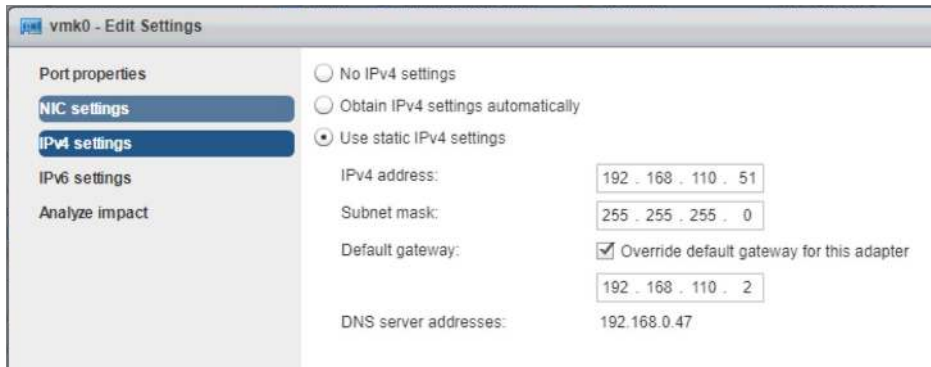 vmk0 - Edit Settings
Port properties
NIC settings
IPv4 settings
IPv6 settings
Analyze impact
No IPv4 settings
Obtain IPv4 settings automatically
Use static IPv4 settings
IPv4 address: 192 . 168 . 110 . 51
Subnet mask: 255 . 255 . 255 . 0
Default gateway: Override default gateway for this adapter
192 . 168 . 110 . 2
DNS server addresses: 192.168.0.47